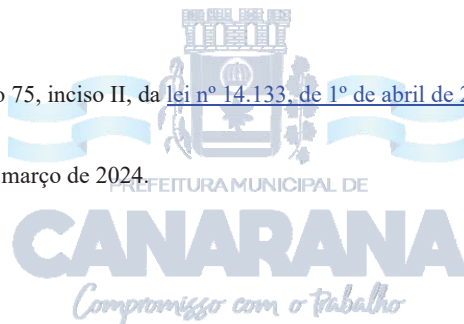 o 75, inciso II, da lei nº 14.133, de 1º de abril de 2
março de 2024.
PREFEITURA MUNICIPAL DE
CANARANA
Compromisso com o trabalho